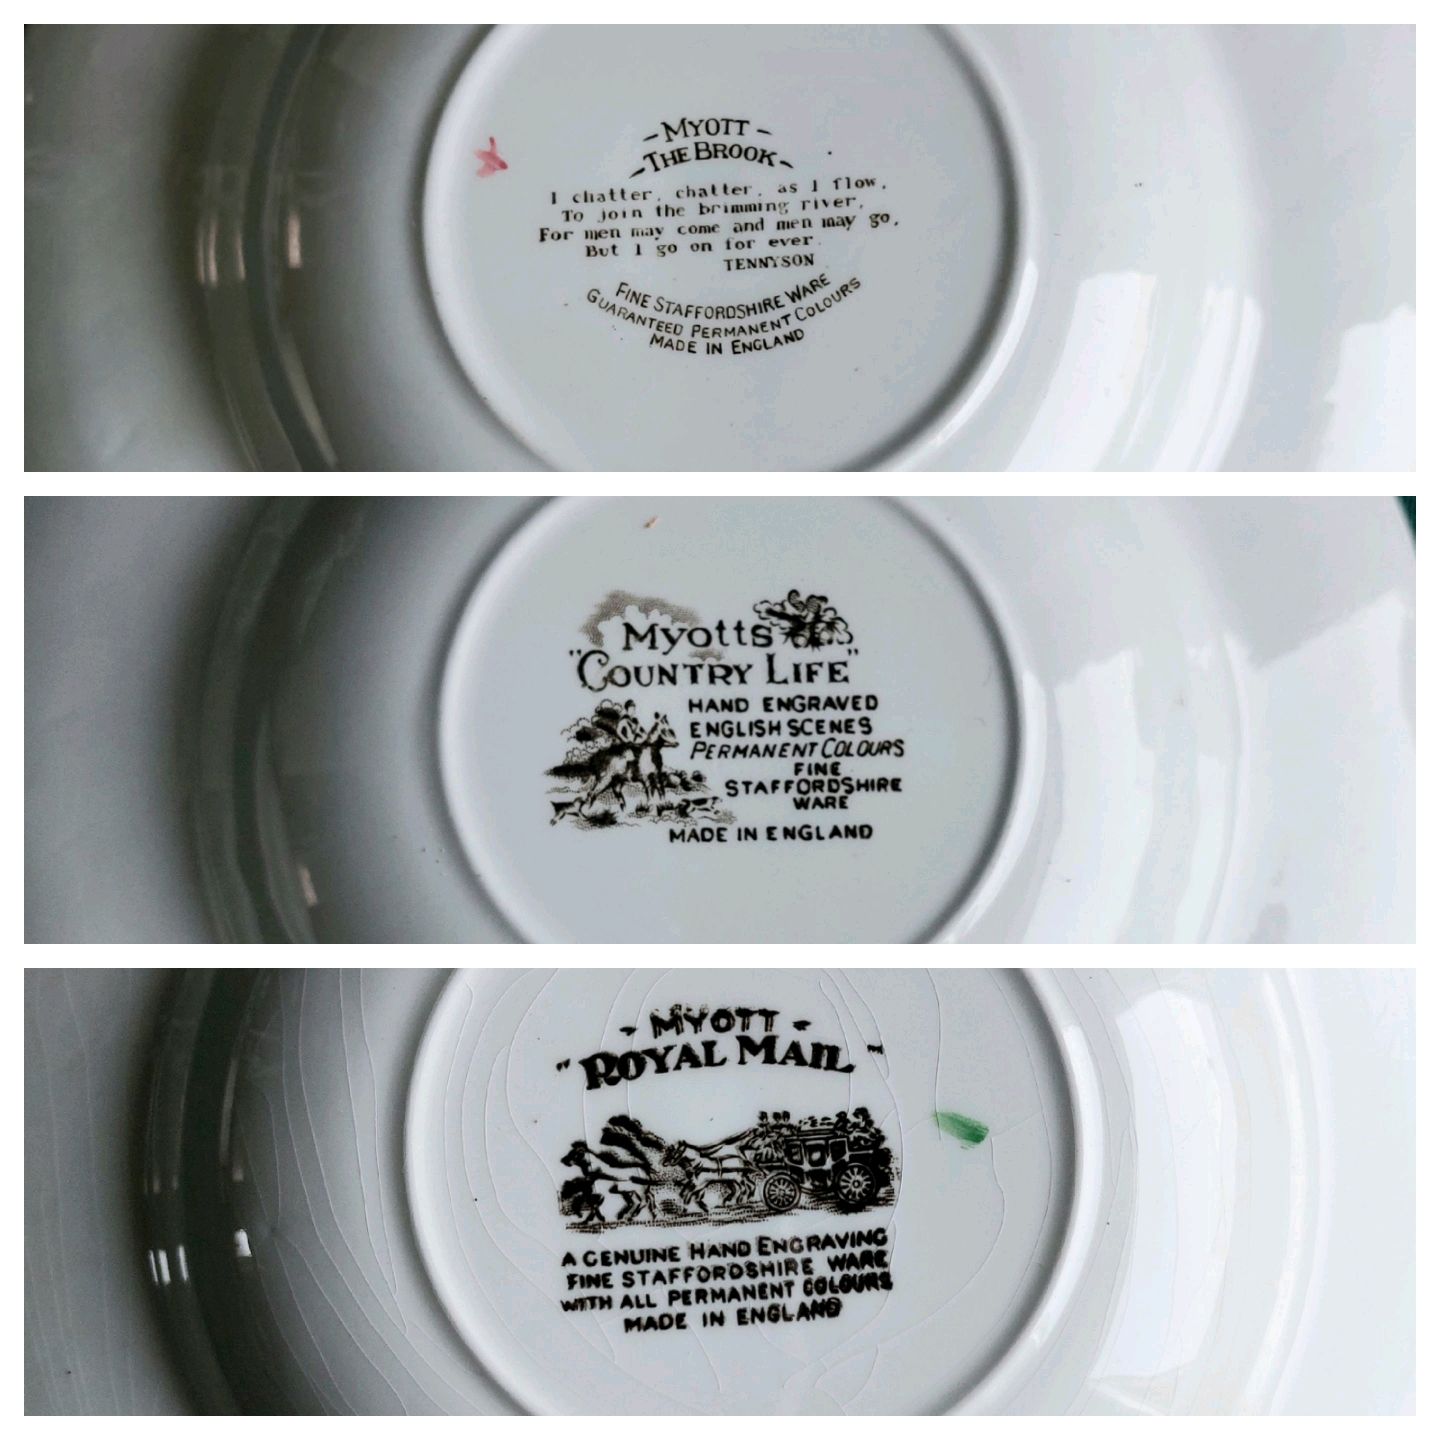 - MYOTT -
- THE BROOK -
I chatter, chatter, as I flow,
To join the brimming river,
For men may come and men may go,
But I go on for ever.
TENNYSON
FINE STAFFORDSHIRE WARE
GUARANTEED PERMANENT COLOURS
MADE IN ENGLAND
Myotts
"COUNTRY LIFE"
HAND ENGRAVED
ENGLISH SCENES
PERMANENT COLOURS
FINE
STAFFORDSHIRE
WARE
MADE IN ENGLAND
- MYOTT -
"ROYAL MAIL"
A GENUINE HAND ENGRAVING
FINE STAFFORDSHIRE WARE
WITH ALL PERMANENT COLOURS
MADE IN ENGLAND